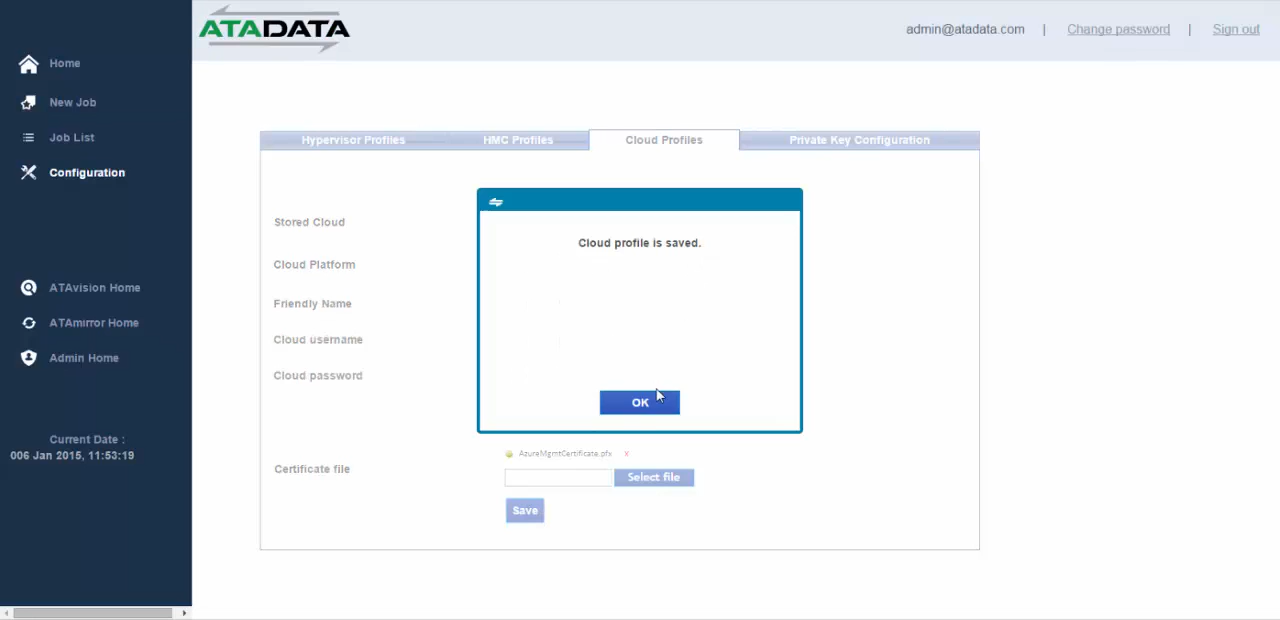 ATADATA
admin@atadata.com | Change password | Sign out
Home
New Job
Job List
Configuration
ATAvision Home
ATAmirror Home
Admin Home
Current Date :
006 Jan 2015, 11:53:19
Hypervisor Profiles
HMC Profiles
Cloud Profiles
Private Key Configuration
Stored Cloud
Cloud Platform
Friendly Name
Cloud username
Cloud password
Cloud profile is saved.
OK
AzureMgmtCertificate.pfx x
Certificate file
Select file
Save